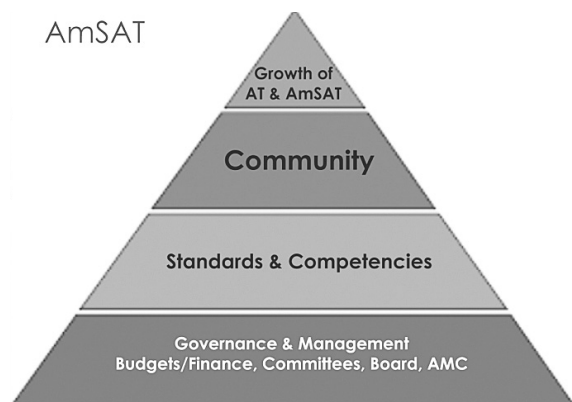 AmSAT
Growth of
AT & AmSAT
Community
Standards & Competencies
Governance & Management
Budgets/Finance, Committees, Board, AMC